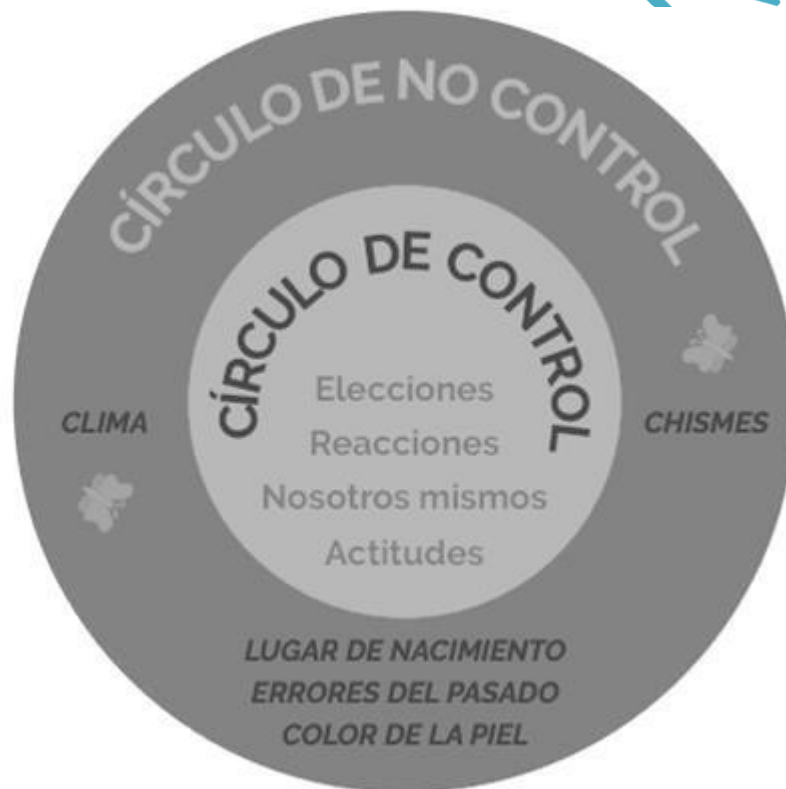 CÍRCULO DE NO CONTROL
CÍRCULO DE CONTROL
Elecciones
Reacciones
Nosotros mismos
Actitudes
CLIMA
CHISMES
LUGAR DE NACIMIENTO
ERRORES DEL PASADO
COLOR DE LA PIEL